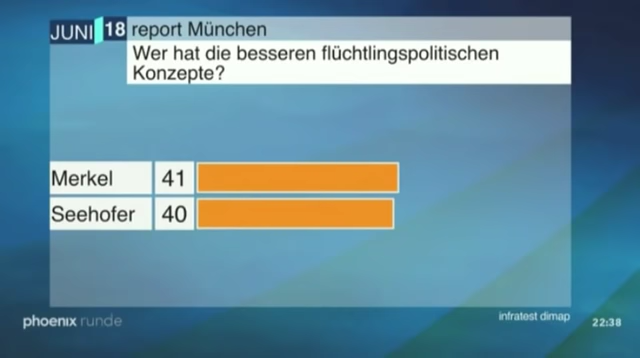 JUNI 18 report München
Wer hat die besseren flüchtlingspolitischen
Konzepte?
Merkel 41
Seehofer 40
infratest dimap
phoenix runde
22:38